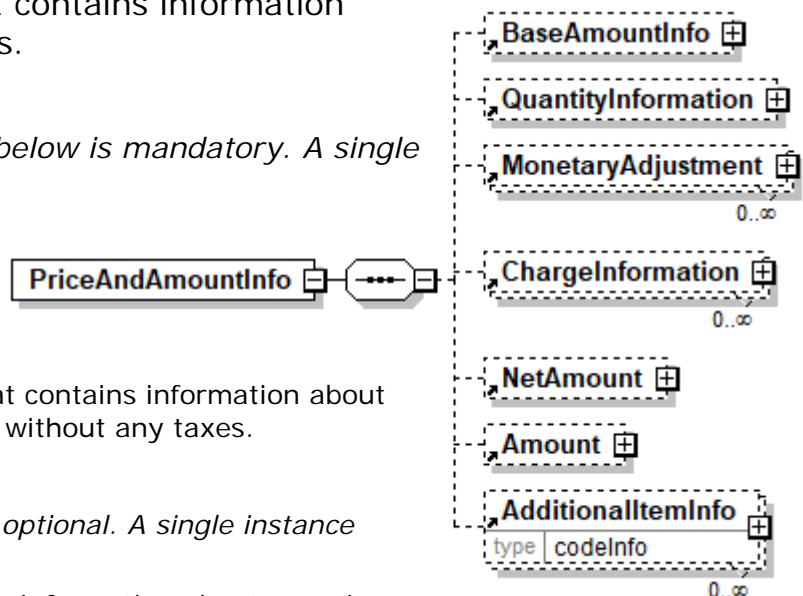 contains information
s.
below is mandatory. A single
at contains information about
without any taxes.
optional. A single instance
PriceAndAmountInfo
BaseAmountInfo
QuantityInformation
MonetaryAdjustment
0..∞
ChargeInformation
0..∞
NetAmount
Amount
AdditionalItemInfo
type codeInfo
0..∞